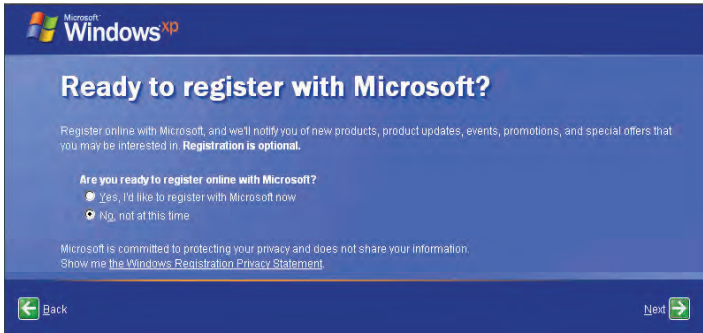 Microsoft
Windows xp
Ready to register with Microsoft?
Register online with Microsoft, and we'll notify you of new products, product updates, events, promotions, and special offers that
you may be interested in. Registration is optional.
Are you ready to register online with Microsoft?
Yes, I'd like to register with Microsoft now
No, not at this time
Microsoft is committed to protecting your privacy and does not share your information.
Show me the Windows Registration Privacy Statement.
Back
Next